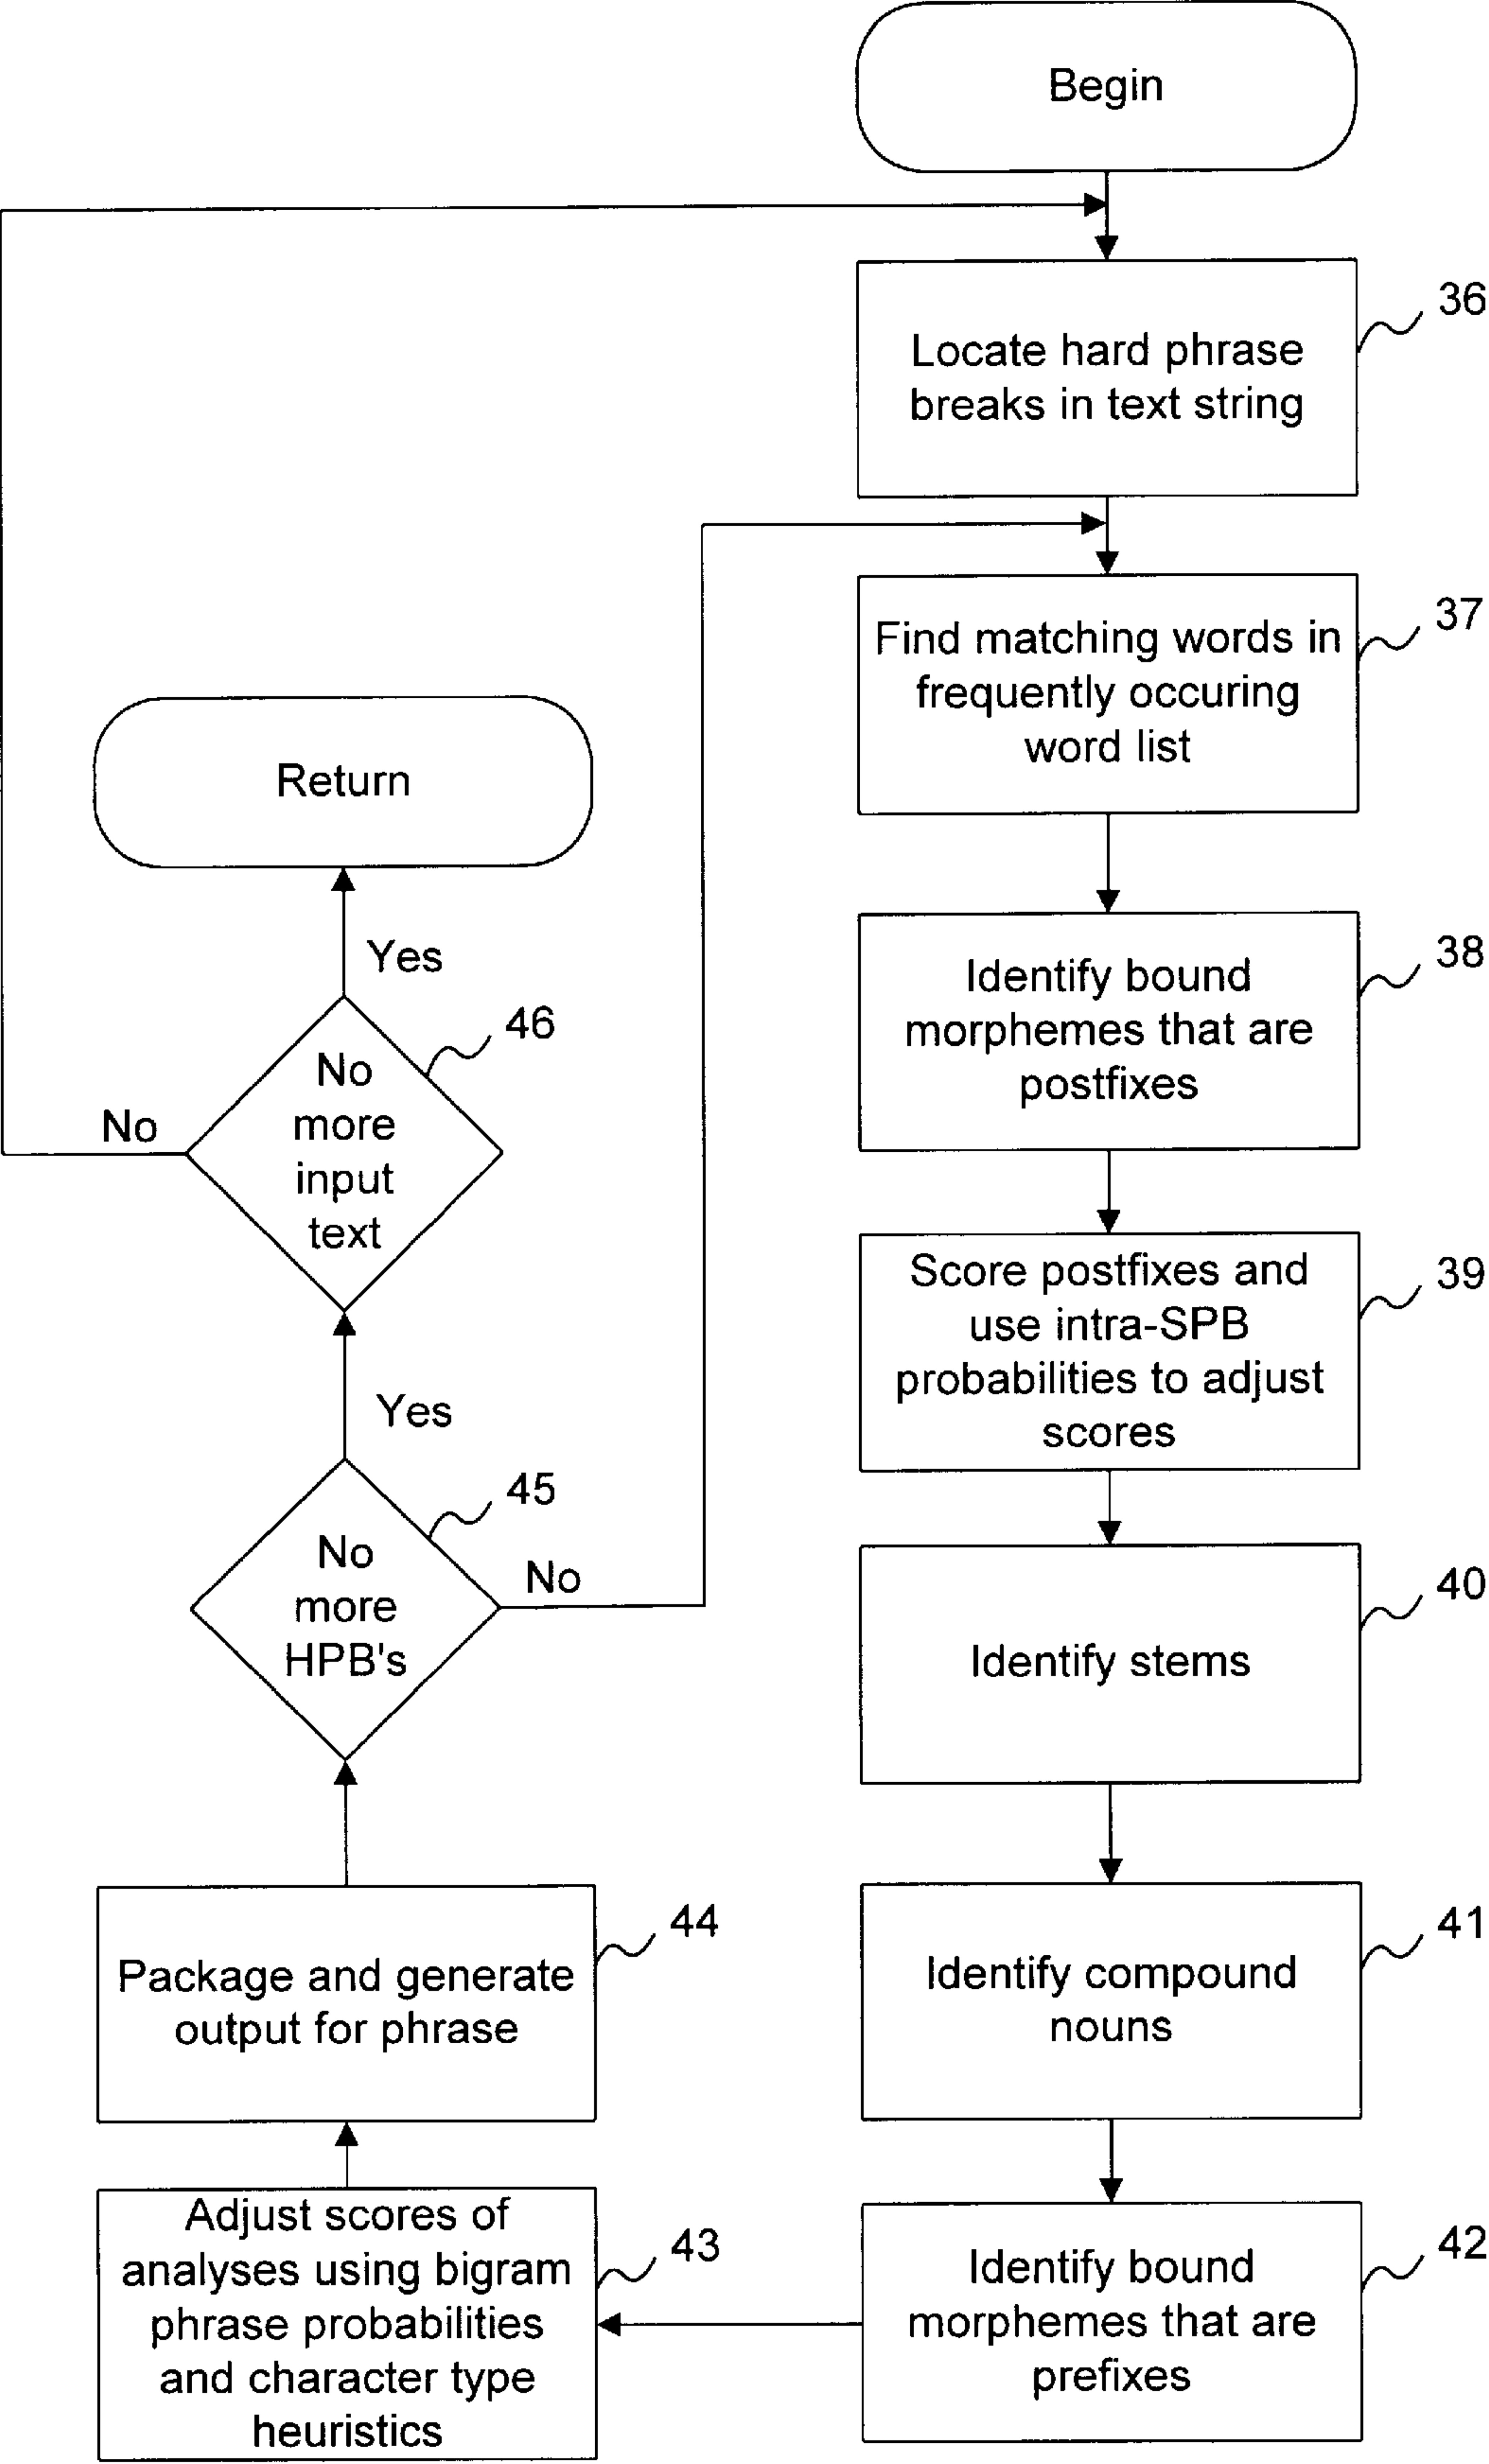 Begin
36
Locate hard phrase
breaks in text string
37
Find matching words in
frequently occuring
word list
38
Identify bound
morphemes that are
postfixes
39
Score postfixes and
use intra-SPB
probabilities to adjust
scores
40
Identify stems
41
Identify compound
nouns
42
Identify bound
morphemes that are
prefixes
43
Adjust scores of
analyses using bigram
phrase probabilities
and character type
heuristics
44
Package and generate
output for phrase
45
No
more
HPB's
No
Yes
46
No
more
input
text
No
Yes
Return